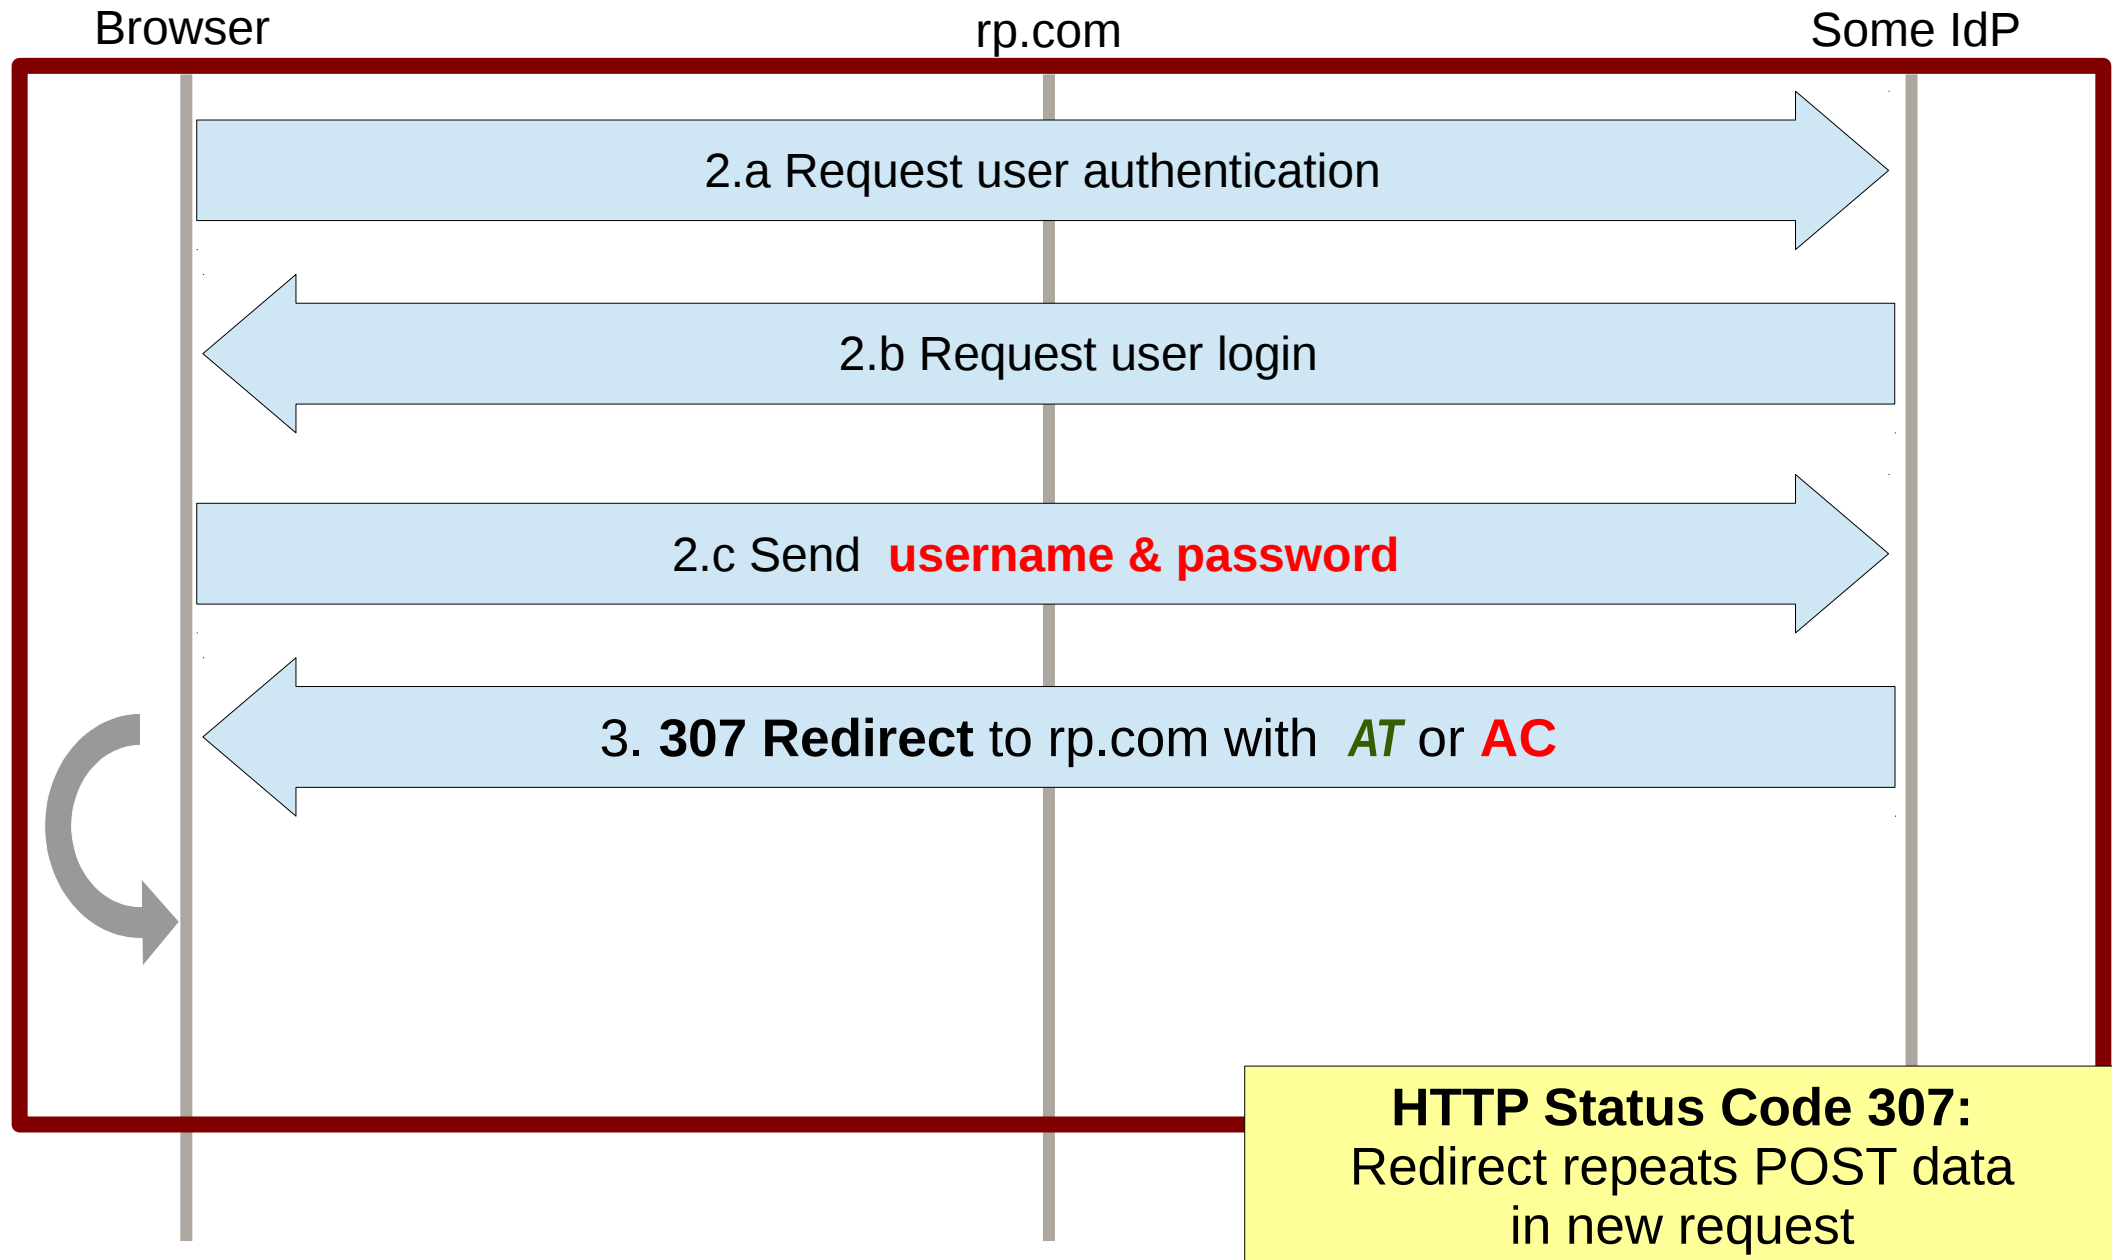 Browser
rp.com
Some IdP
2.a Request user authentication
2.b Request user login
2.c Send username & password
3. 307 Redirect to rp.com with AT or AC
HTTP Status Code 307:
Redirect repeats POST data
in new request